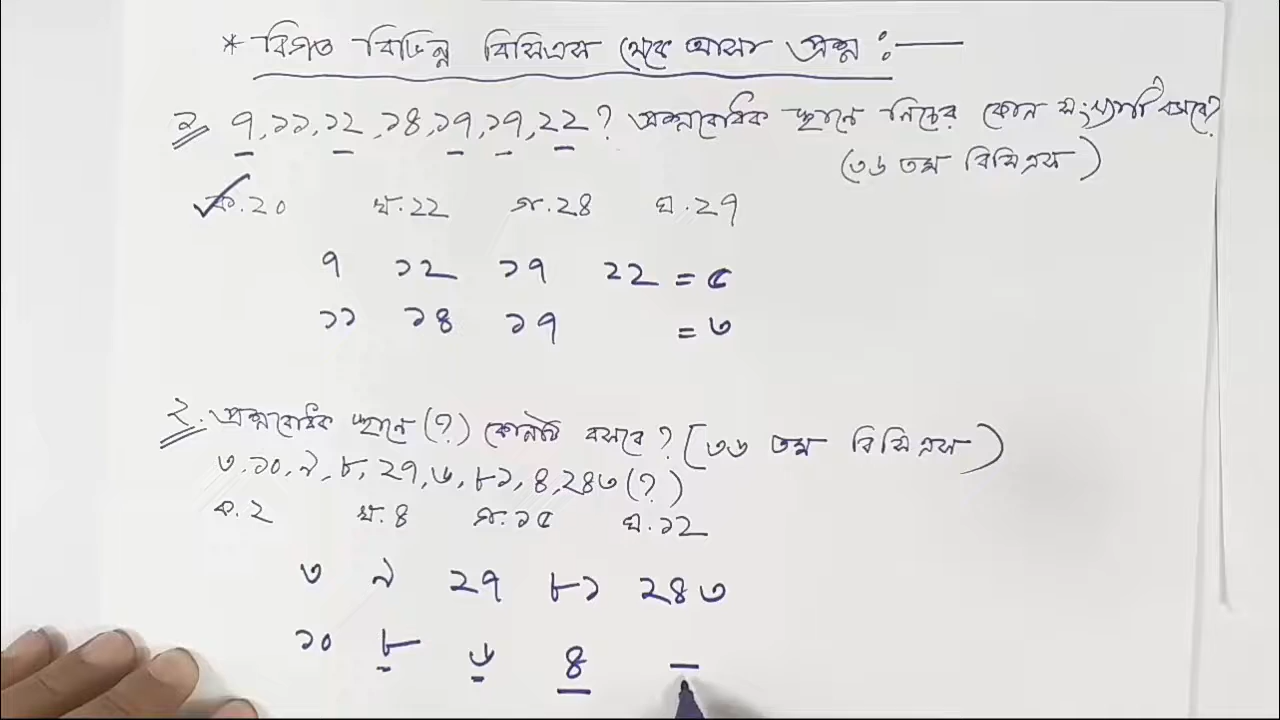 * বিগত বিভিন্ন বিসিএস থেকে আসা প্রশ্ন :—
১. ৭, ১১, ১২, ১৪, ১৭, ১৭, ২২ ? প্রশ্নবোধক স্থানে নিচের কোন সংখ্যাটি বসবে?
(৩৬ তম বিসিএস)
ক. ২০ খ. ২২ গ. ২৪ ঘ. ২৭
৭ ১২ ১৭ ২২ = ৫
১১ ১৪ ১৭ = ৩
২. প্রশ্নবোধক স্থানে (?) কোনটি বসবে ? (৩৬ তম বিসিএস)
৩, ১০, ৯, ৮, ২৭, ৬, ৮১, ৪, ২৪৩ (?)
ক. ২ খ. ৪ গ. ১৫ ঘ. ১২
৩ ৯ ২৭ ৮১ ২৪৩
১০ ৮ ৬ ৪ —